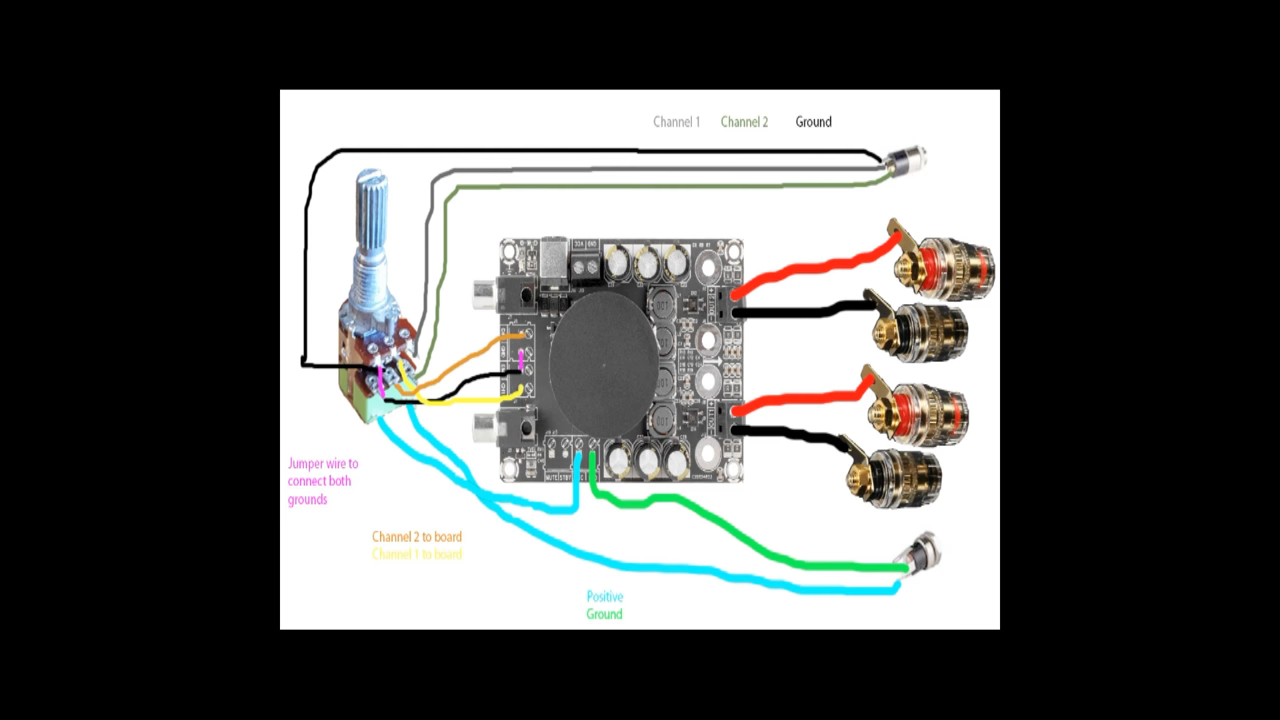 Channel 1 Channel 2 Ground
Jumper wire to
connect both
grounds
Channel 2 to board
Channel 1 to board
Positive
Ground